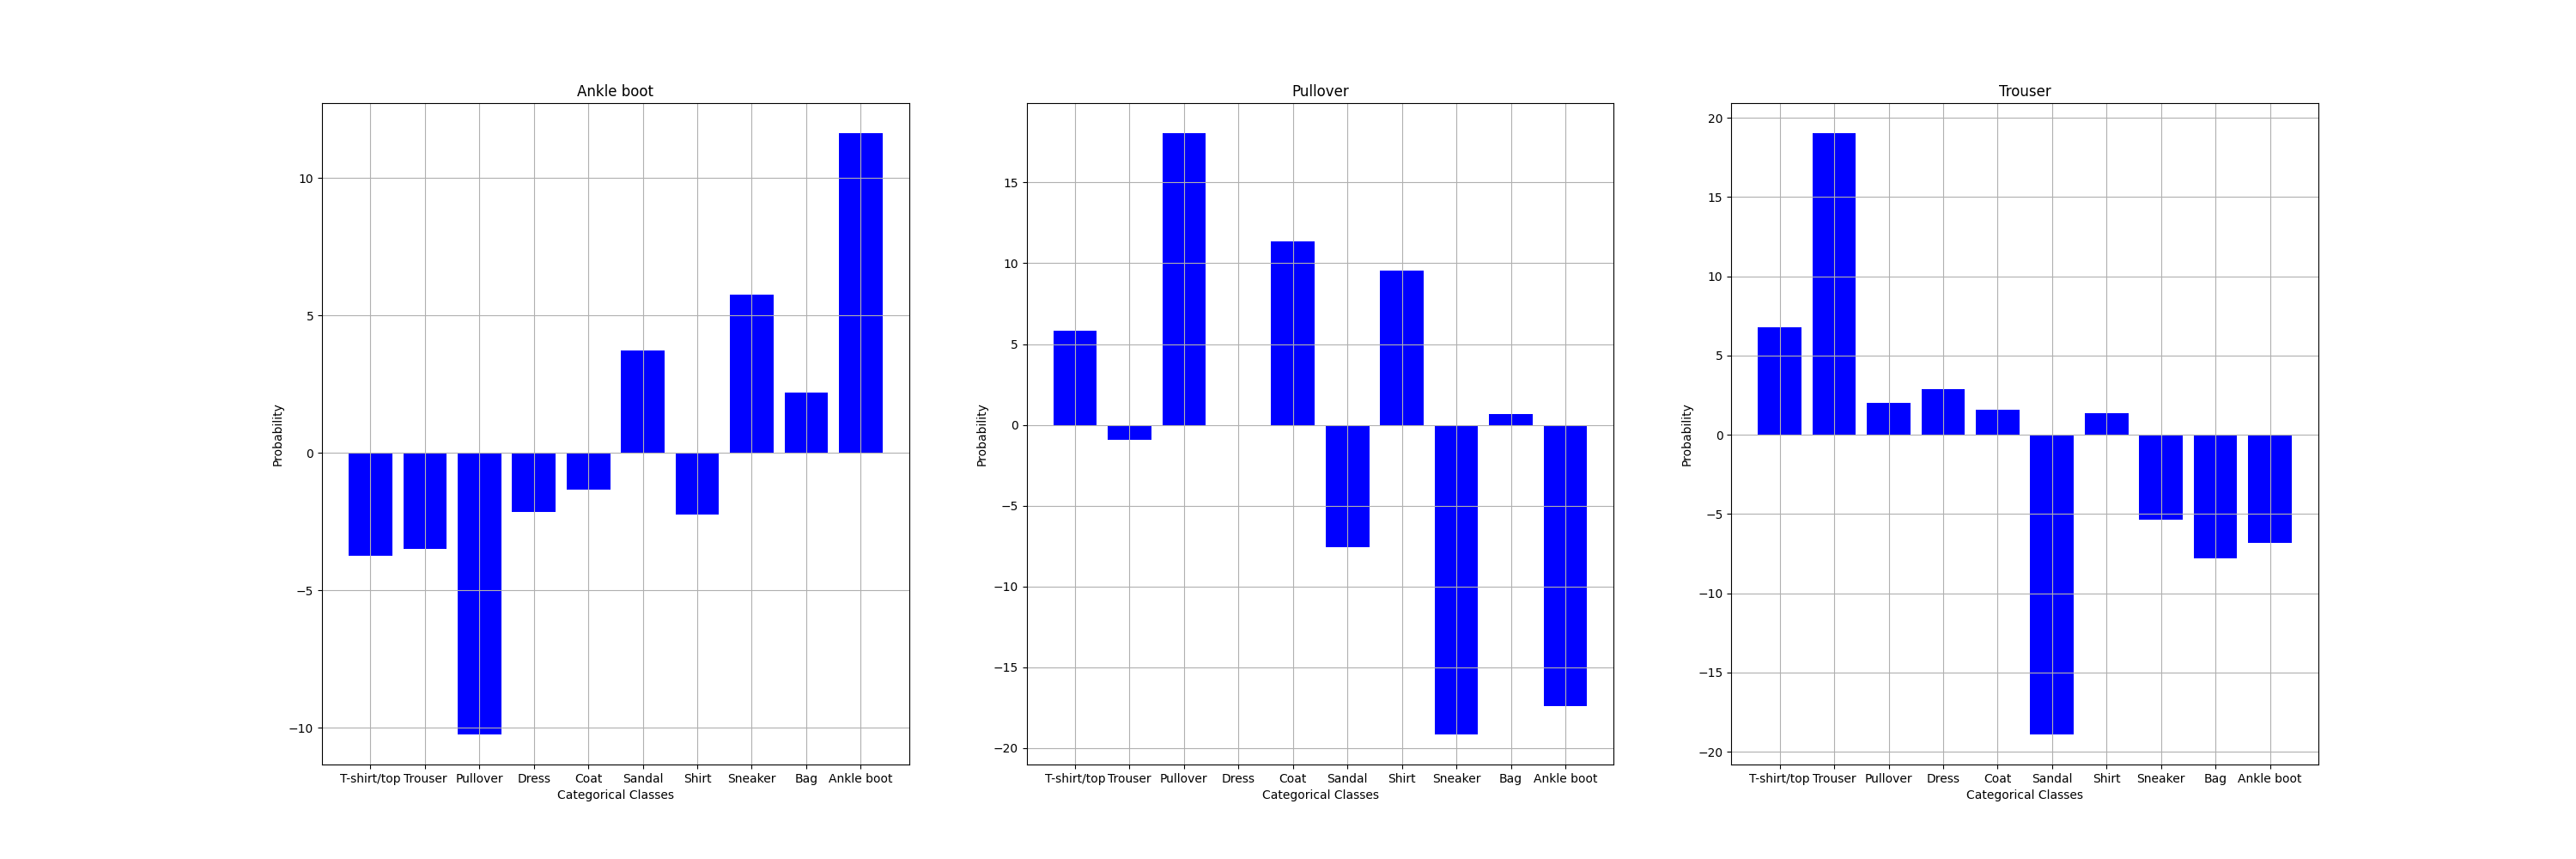 Ankle boot
Probability
10
5
0
−5
−10
T-shirt/top Trouser Pullover Dress Coat Sandal Shirt Sneaker Bag Ankle boot
Categorical Classes
Pullover
Probability
15
10
5
0
−5
−10
−15
−20
T-shirt/top Trouser Pullover Dress Coat Sandal Shirt Sneaker Bag Ankle boot
Categorical Classes
Trouser
Probability
20
15
10
5
0
−5
−10
−15
−20
T-shirt/top Trouser Pullover Dress Coat Sandal Shirt Sneaker Bag Ankle boot
Categorical Classes